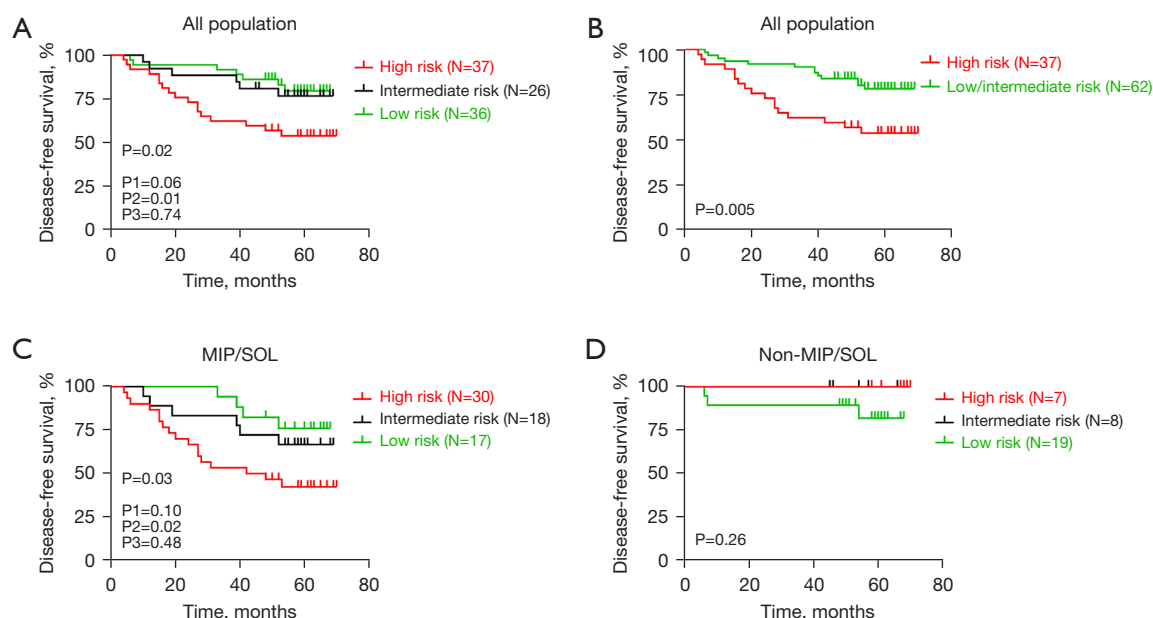 A
All population
Disease-free survival, %
100
75
50
25
0
0 20 40 60 80
Time, months
High risk (N=37)
Intermediate risk (N=26)
Low risk (N=36)
P=0.02
P1=0.06
P2=0.01
P3=0.74
B
All population
Disease-free survival, %
100
75
50
25
0
0 20 40 60 80
Time, months
High risk (N=37)
Low/intermediate risk (N=62)
P=0.005
C
MIP/SOL
Disease-free survival, %
100
75
50
25
0
0 20 40 60 80
Time, months
High risk (N=30)
Intermediate risk (N=18)
Low risk (N=17)
P=0.03
P1=0.10
P2=0.02
P3=0.48
D
Non-MIP/SOL
Disease-free survival, %
100
75
50
25
0
0 20 40 60 80
Time, months
High risk (N=7)
Intermediate risk (N=8)
Low risk (N=19)
P=0.26